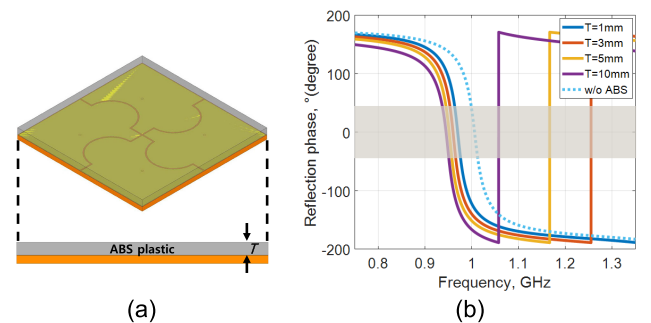 ABS plastic
T
(a)
200
100
0
-100
-200
Reflection phase, °(degree)
0.8
0.9
1
1.1
1.2
1.3
Frequency, GHz
T=1mm
T=3mm
T=5mm
T=10mm
w/o ABS
(b)